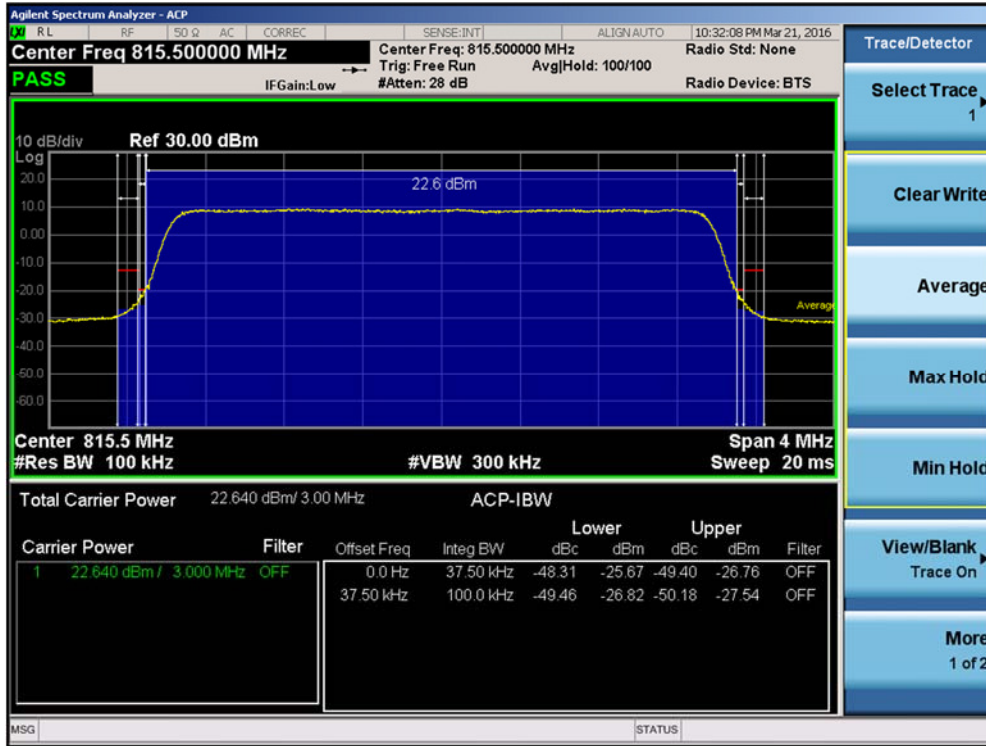 Agilent Spectrum Analyzer - ACP
LXI RL RF 50 Ω AC CORREC SENSE:INT ALIGN AUTO 10:32:08 PM Mar 21, 2016
Center Freq 815.500000 MHz Center Freq: 815.500000 MHz Radio Std: None
Trig: Free Run Avg|Hold: 100/100
PASS IFGain:Low #Atten: 28 dB Radio Device: BTS
10 dB/div Ref 30.00 dBm
Log
20.0
22.6 dBm
10.0
0.00
-10.0
-20.0
Average
-30.0
-40.0
-50.0
-60.0
Center 815.5 MHz Span 4 MHz
#Res BW 100 kHz #VBW 300 kHz Sweep 20 ms
Total Carrier Power 22.640 dBm/ 3.00 MHz ACP-IBW
Lower Upper
Carrier Power Filter Offset Freq Integ BW dBc dBm dBc dBm Filter
1 22.640 dBm / 3.000 MHz OFF 0.0 Hz 37.50 kHz -48.31 -25.67 -49.40 -26.76 OFF
37.50 kHz 100.0 kHz -49.46 -26.82 -50.18 -27.54 OFF
MSG STATUS
Trace/Detector
Select Trace
1
Clear Write
Average
Max Hold
Min Hold
View/Blank
Trace On
More
1 of 2